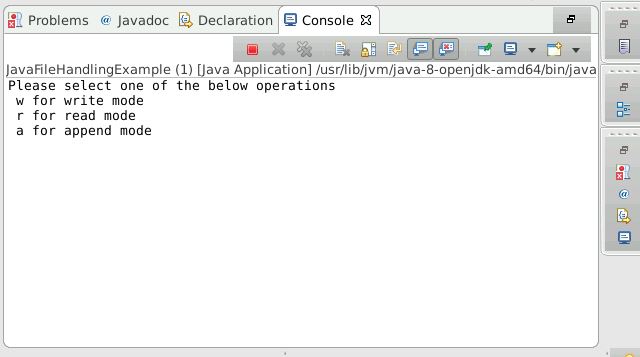 Problems @ Javadoc Declaration Console
JavaFileHandlingExample (1) [Java Application] /usr/lib/jvm/java-8-openjdk-amd64/bin/java
Please select one of the below operations
w for write mode
r for read mode
a for append mode
@